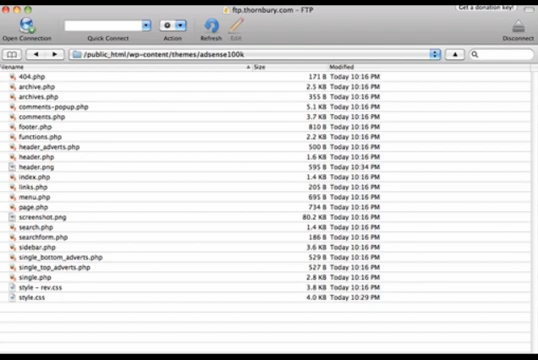 ftp.thornbury.com – FTP
Get a donation key!
Open Connection Quick Connect Action Refresh Edit Disconnect
/public_html/wp-content/themes/adsense100k
Filename Size Modified
404.php 171 B Today 10:16 PM
archive.php 2.5 KB Today 10:16 PM
archives.php 355 B Today 10:16 PM
comments-popup.php 5.1 KB Today 10:16 PM
comments.php 3.7 KB Today 10:16 PM
footer.php 810 B Today 10:16 PM
functions.php 2.2 KB Today 10:16 PM
header_adverts.php 500 B Today 10:16 PM
header.php 1.6 KB Today 10:16 PM
header.png 595 B Today 10:34 PM
index.php 1.4 KB Today 10:16 PM
links.php 205 B Today 10:16 PM
menu.php 695 B Today 10:16 PM
page.php 734 B Today 10:16 PM
screenshot.png 80.2 KB Today 10:16 PM
search.php 1.4 KB Today 10:16 PM
searchform.php 186 B Today 10:16 PM
sidebar.php 3.6 KB Today 10:16 PM
single_bottom_adverts.php 529 B Today 10:16 PM
single_top_adverts.php 527 B Today 10:16 PM
single.php 2.8 KB Today 10:16 PM
style – rev.css 3.8 KB Today 10:16 PM
style.css 4.0 KB Today 10:29 PM